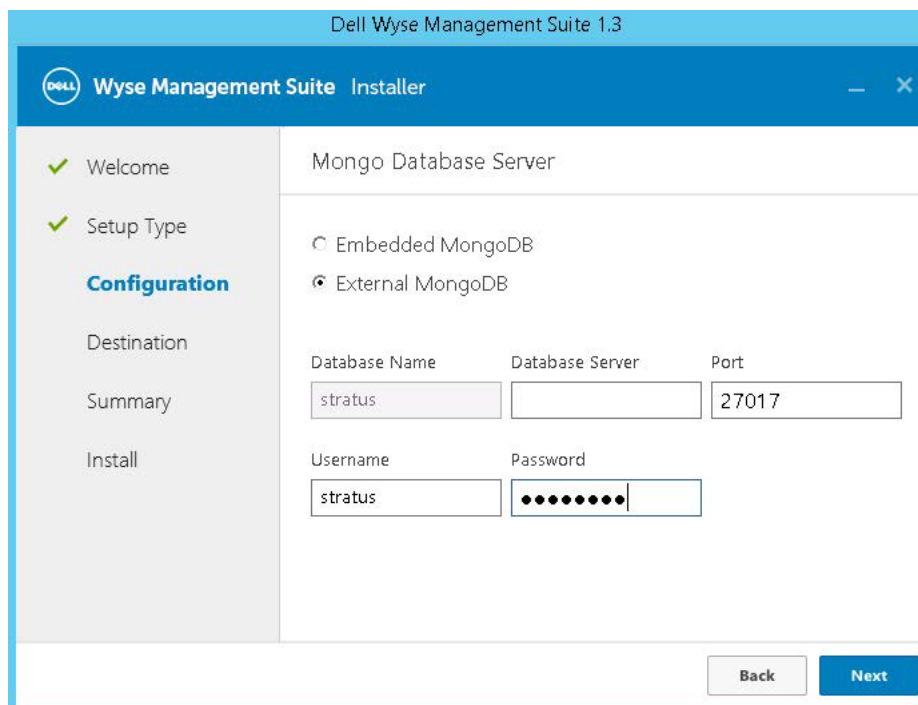 Dell Wyse Management Suite 1.3
DELL Wyse Management Suite Installer
Welcome
Setup Type
Configuration
Destination
Summary
Install
Mongo Database Server
Embedded MongoDB
External MongoDB
Database Name Database Server Port
stratus 27017
Username Password
stratus ●●●●●●●●
Back Next